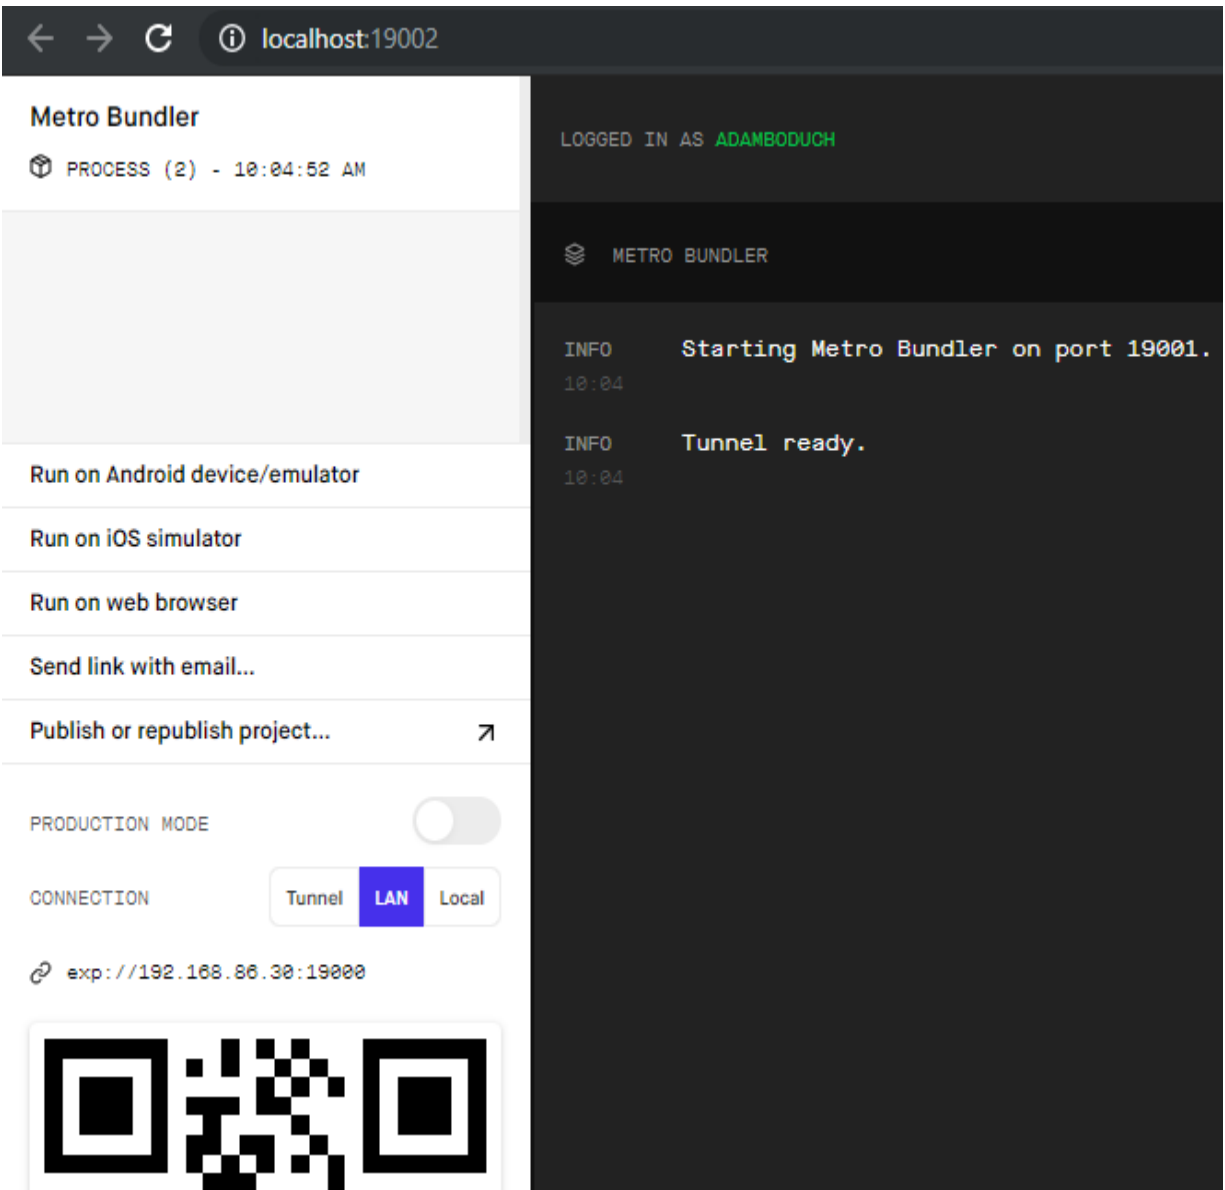 localhost:19002
Metro Bundler
PROCESS (2) - 10:04:52 AM
Run on Android device/emulator
Run on iOS simulator
Run on web browser
Send link with email...
Publish or republish project...
PRODUCTION MODE
CONNECTION
Tunnel LAN Local
exp://192.168.86.30:19000
LOGGED IN AS ADAMBODUCH
METRO BUNDLER
INFO Starting Metro Bundler on port 19001.
10:04
INFO Tunnel ready.
10:04